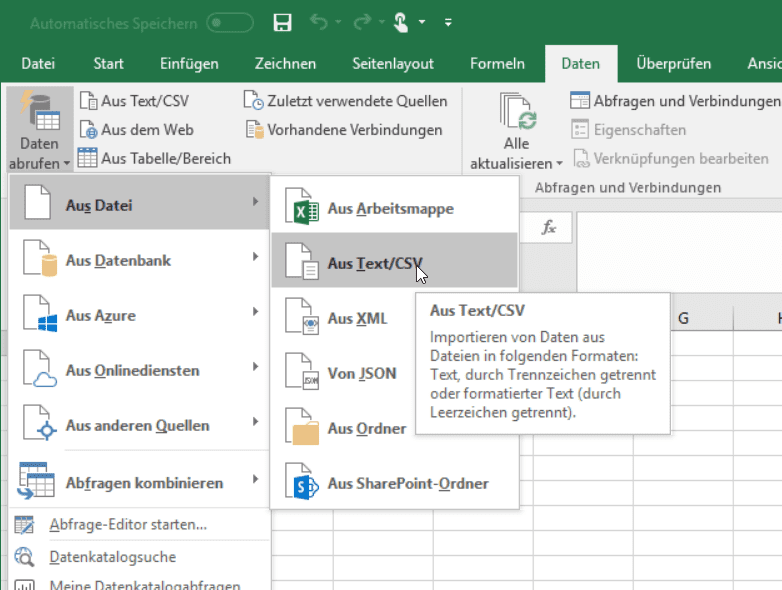 Automatisches Speichern
Datei Start Einfügen Zeichnen Seitenlayout Formeln Daten Überprüfen
Daten
abrufen
Aus Text/CSV
Aus dem Web
Aus Tabelle/Bereich
Zuletzt verwendete Quellen
Vorhandene Verbindungen
Alle
aktualisieren
Abfragen und Verbindungen
Eigenschaften
Verknüpfungen bearbeiten
Abfragen und Verbindungen
Aus Datei
Aus Datenbank
Aus Azure
Aus Onlinediensten
Aus anderen Quellen
Abfragen kombinieren
Abfrage-Editor starten...
Datenkatalogsuche
Meine Datenkatalogabfragen
Aus Arbeitsmappe
Aus Text/CSV
Aus XML
Von JSON
Aus Ordner
Aus SharePoint-Ordner
Aus Text/CSV
Importieren von Daten aus
Dateien in folgenden Formaten:
Text, durch Trennzeichen getrennt
oder formatierter Text (durch
Leerzeichen getrennt).
fx
G